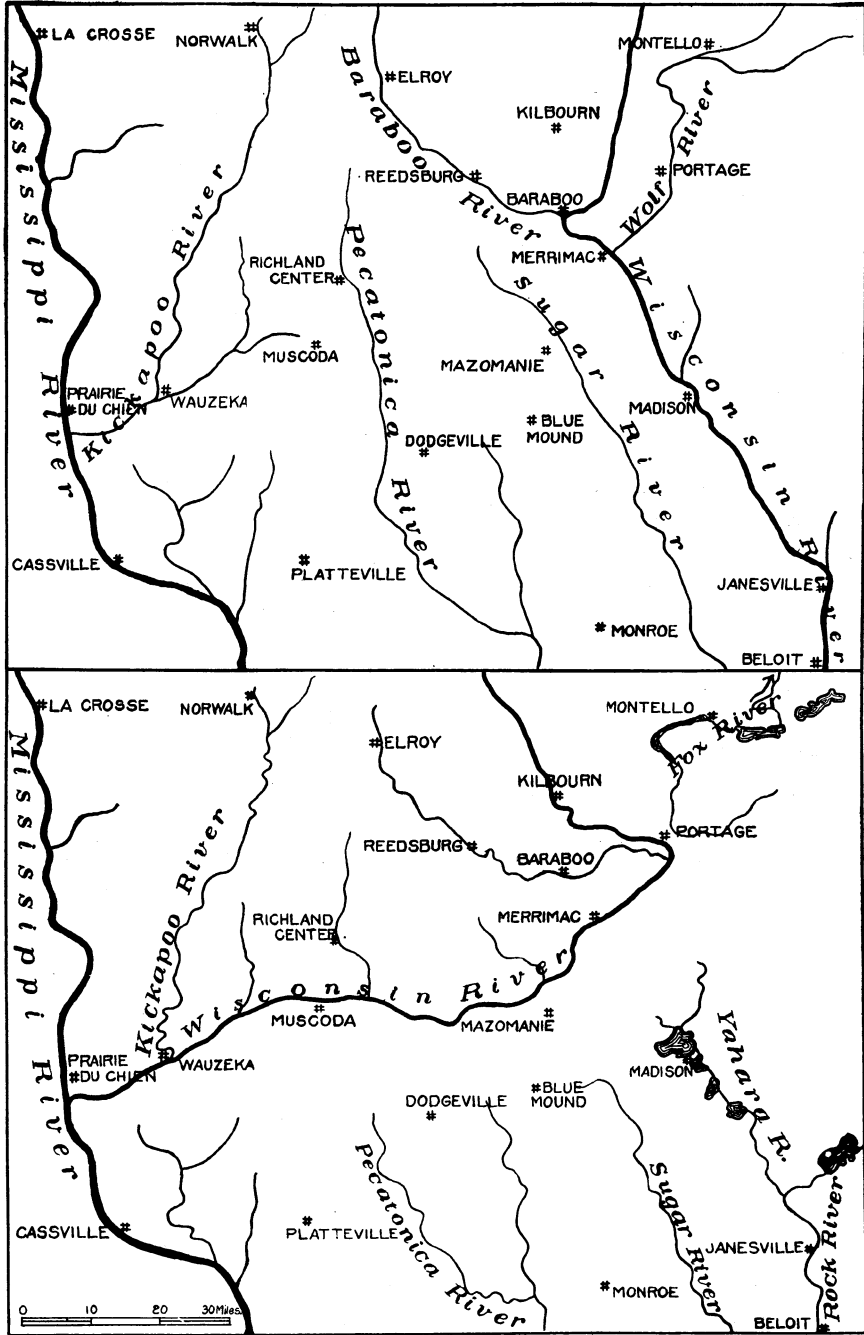 LA CROSSE
NORWALK
MONTELLO
ELROY
Baraboo River
KILBOURN
REEDSBURG
BARABOO
PORTAGE
Wolf River
Mississippi River
Kickapoo River
RICHLAND
CENTER
Pecatonica River
MERRIMAC
Sugar River
Wisconsin River
MUSCODA
MAZOMANIE
PRAIRIE
DU CHIEN
WAUZEKA
MADISON
DODGEVILLE
BLUE
MOUND
CASSVILLE
PLATTEVILLE
JANESVILLE
MONROE
BELOIT
LA CROSSE
NORWALK
MONTELLO
Fox River
ELROY
KILBOURN
Mississippi River
Kickapoo River
REEDSBURG
BARABOO
PORTAGE
RICHLAND
CENTER
MERRIMAC
Wisconsin River
MUSCODA
MAZOMANIE
PRAIRIE
DU CHIEN
WAUZEKA
MADISON
Yahara R.
BLUE
MOUND
DODGEVILLE
Pecatonica River
Sugar River
CASSVILLE
PLATTEVILLE
JANESVILLE
Rock River
MONROE
BELOIT
0 10 20 30 Miles.